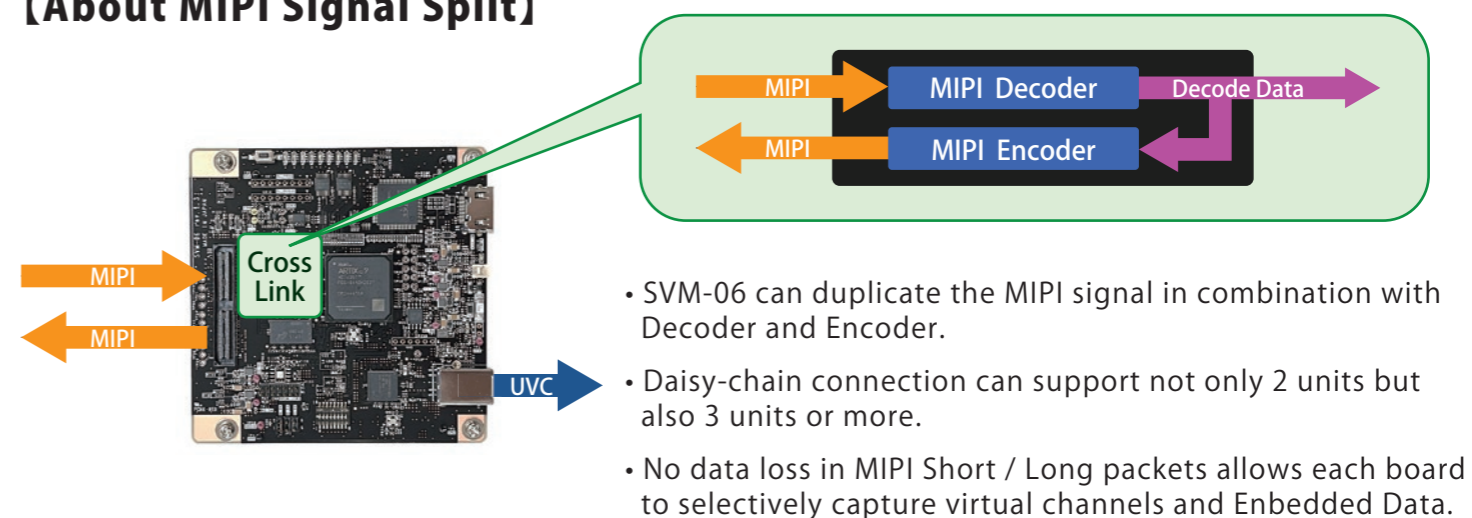 【About MIPI Signal Split】
MIPI
MIPI Decoder
Decode Data
MIPI
MIPI Encoder
Cross
Link
MIPI
MIPI
UVC
• SVM-06 can duplicate the MIPI signal in combination with
Decoder and Encoder.
• Daisy-chain connection can support not only 2 units but
also 3 units or more.
• No data loss in MIPI Short / Long packets allows each board
to selectively capture virtual channels and Enbedded Data.